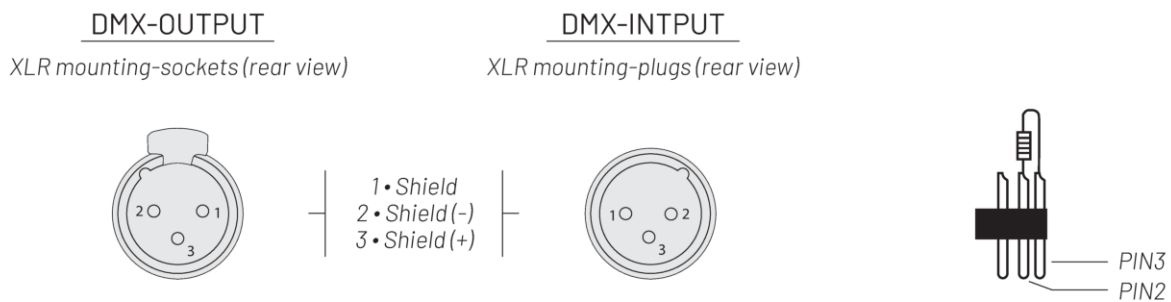 DMX-OUTPUT
XLR mounting-sockets (rear view)
2
1
3
1 • Shield
2 • Shield (-)
3 • Shield (+)
DMX-INTPUT
XLR mounting-plugs (rear view)
1
2
3
PIN3
PIN2